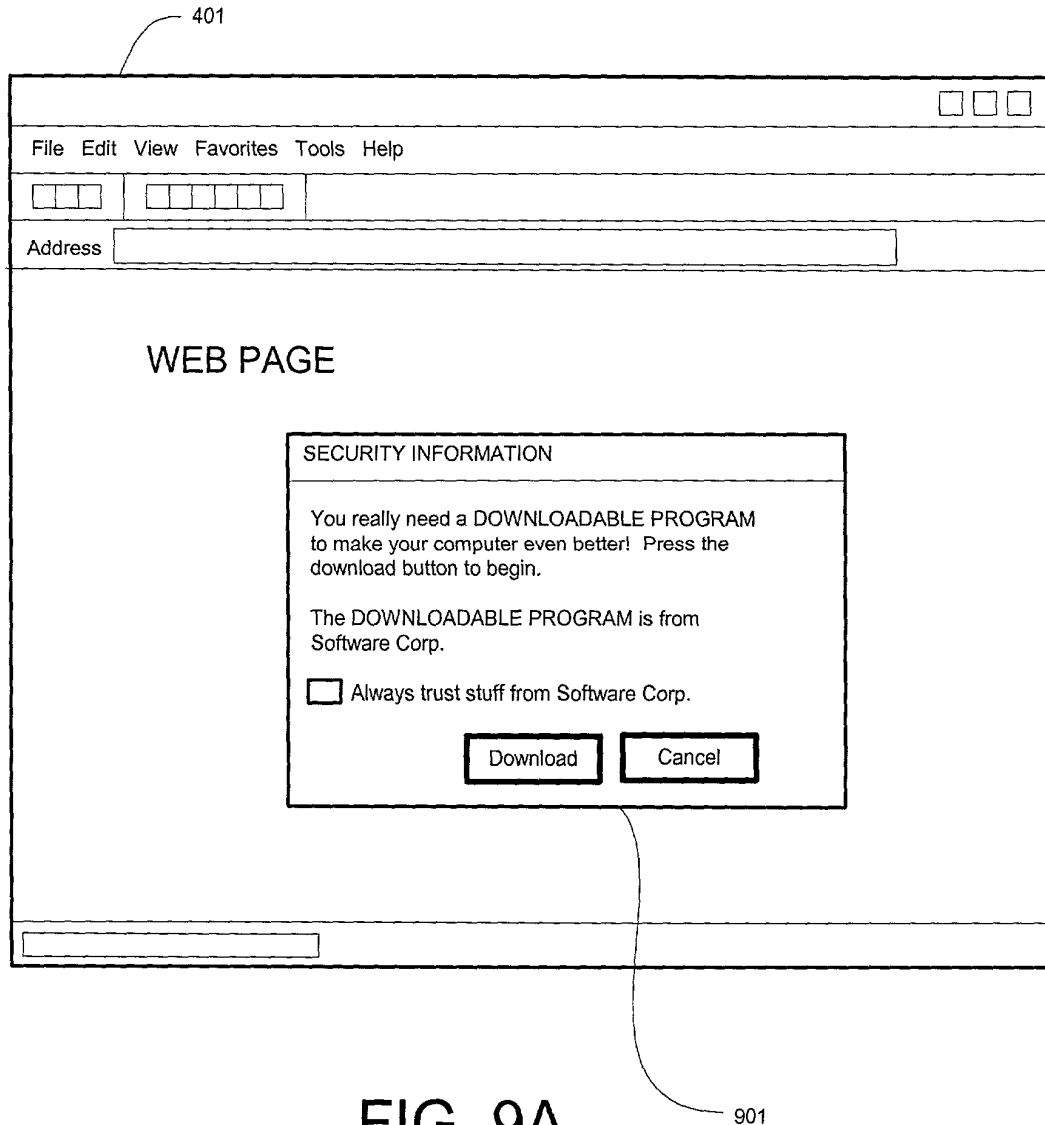 401
File Edit View Favorites Tools Help
Address
WEB PAGE
SECURITY INFORMATION
You really need a DOWNLOADABLE PROGRAM
to make your computer even better! Press the
download button to begin.
The DOWNLOADABLE PROGRAM is from
Software Corp.
Always trust stuff from Software Corp.
Download Cancel
FIG. 9A
901